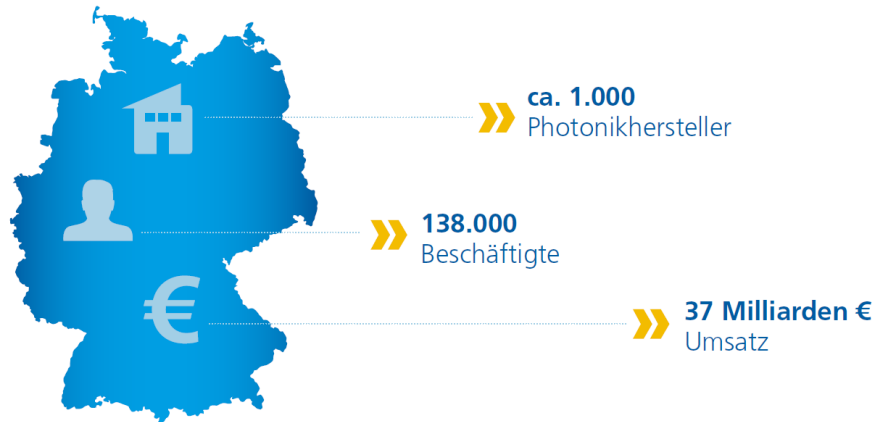 ca. 1.000
Photonikhersteller
138.000
Beschäftigte
€
37 Milliarden €
Umsatz